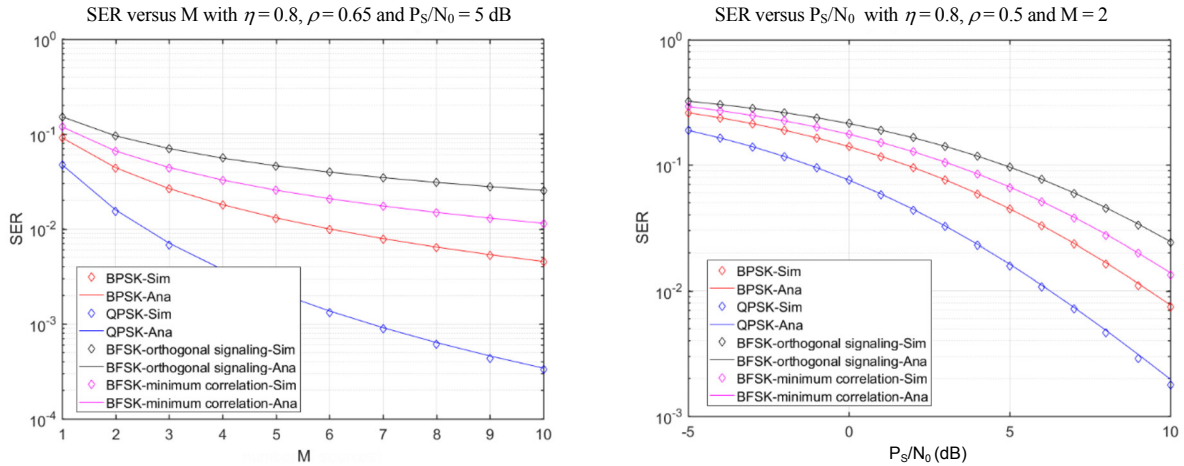 SER versus M with η = 0.8, ρ = 0.65 and P_S/N_0 = 5 dB
10^0
10^-1
10^-2
10^-3
10^-4
SER
BPSK-Sim
BPSK-Ana
QPSK-Sim
QPSK-Ana
BFSK-orthogonal signaling-Sim
BFSK-orthogonal signaling-Ana
BFSK-minimum correlation-Sim
BFSK-minimum correlation-Ana
1 2 3 4 5 6 7 8 9 10
M
SER versus P_S/N_0 with η = 0.8, ρ = 0.5 and M = 2
10^0
10^-1
10^-2
10^-3
SER
BPSK-Sim
BPSK-Ana
QPSK-Sim
QPSK-Ana
BFSK-orthogonal signaling-Sim
BFSK-orthogonal signaling-Ana
BFSK-minimum correlation-Sim
BFSK-minimum correlation-Ana
-5 0 5 10
P_S/N_0 (dB)